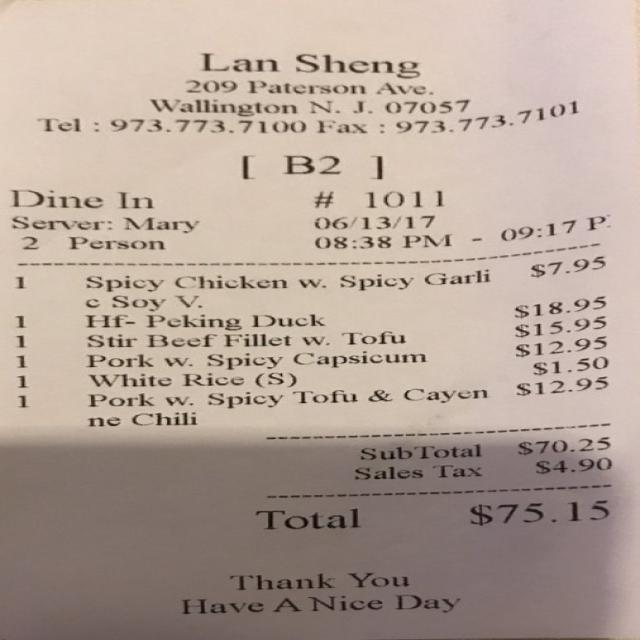 Lan Sheng
209 Paterson Ave.
Wallington N. J. 07057
Tel : 973.773.7100 Fax : 973.773.7101
[ B2 ]
Dine In # 1011
Server: Mary 06/13/17
2 Person 08:38 PM - 09:17 P
1 Spicy Chicken w. Spicy Garli $7.95
c Soy V.
1 Hf- Peking Duck $18.95
1 Stir Beef Fillet w. Tofu $15.95
1 Pork w. Spicy Capsicum $12.95
1 White Rice (S) $1.50
1 Pork w. Spicy Tofu & Cayen $12.95
ne Chili
SubTotal $70.25
Sales Tax $4.90
Total $75.15
Thank You
Have A Nice Day